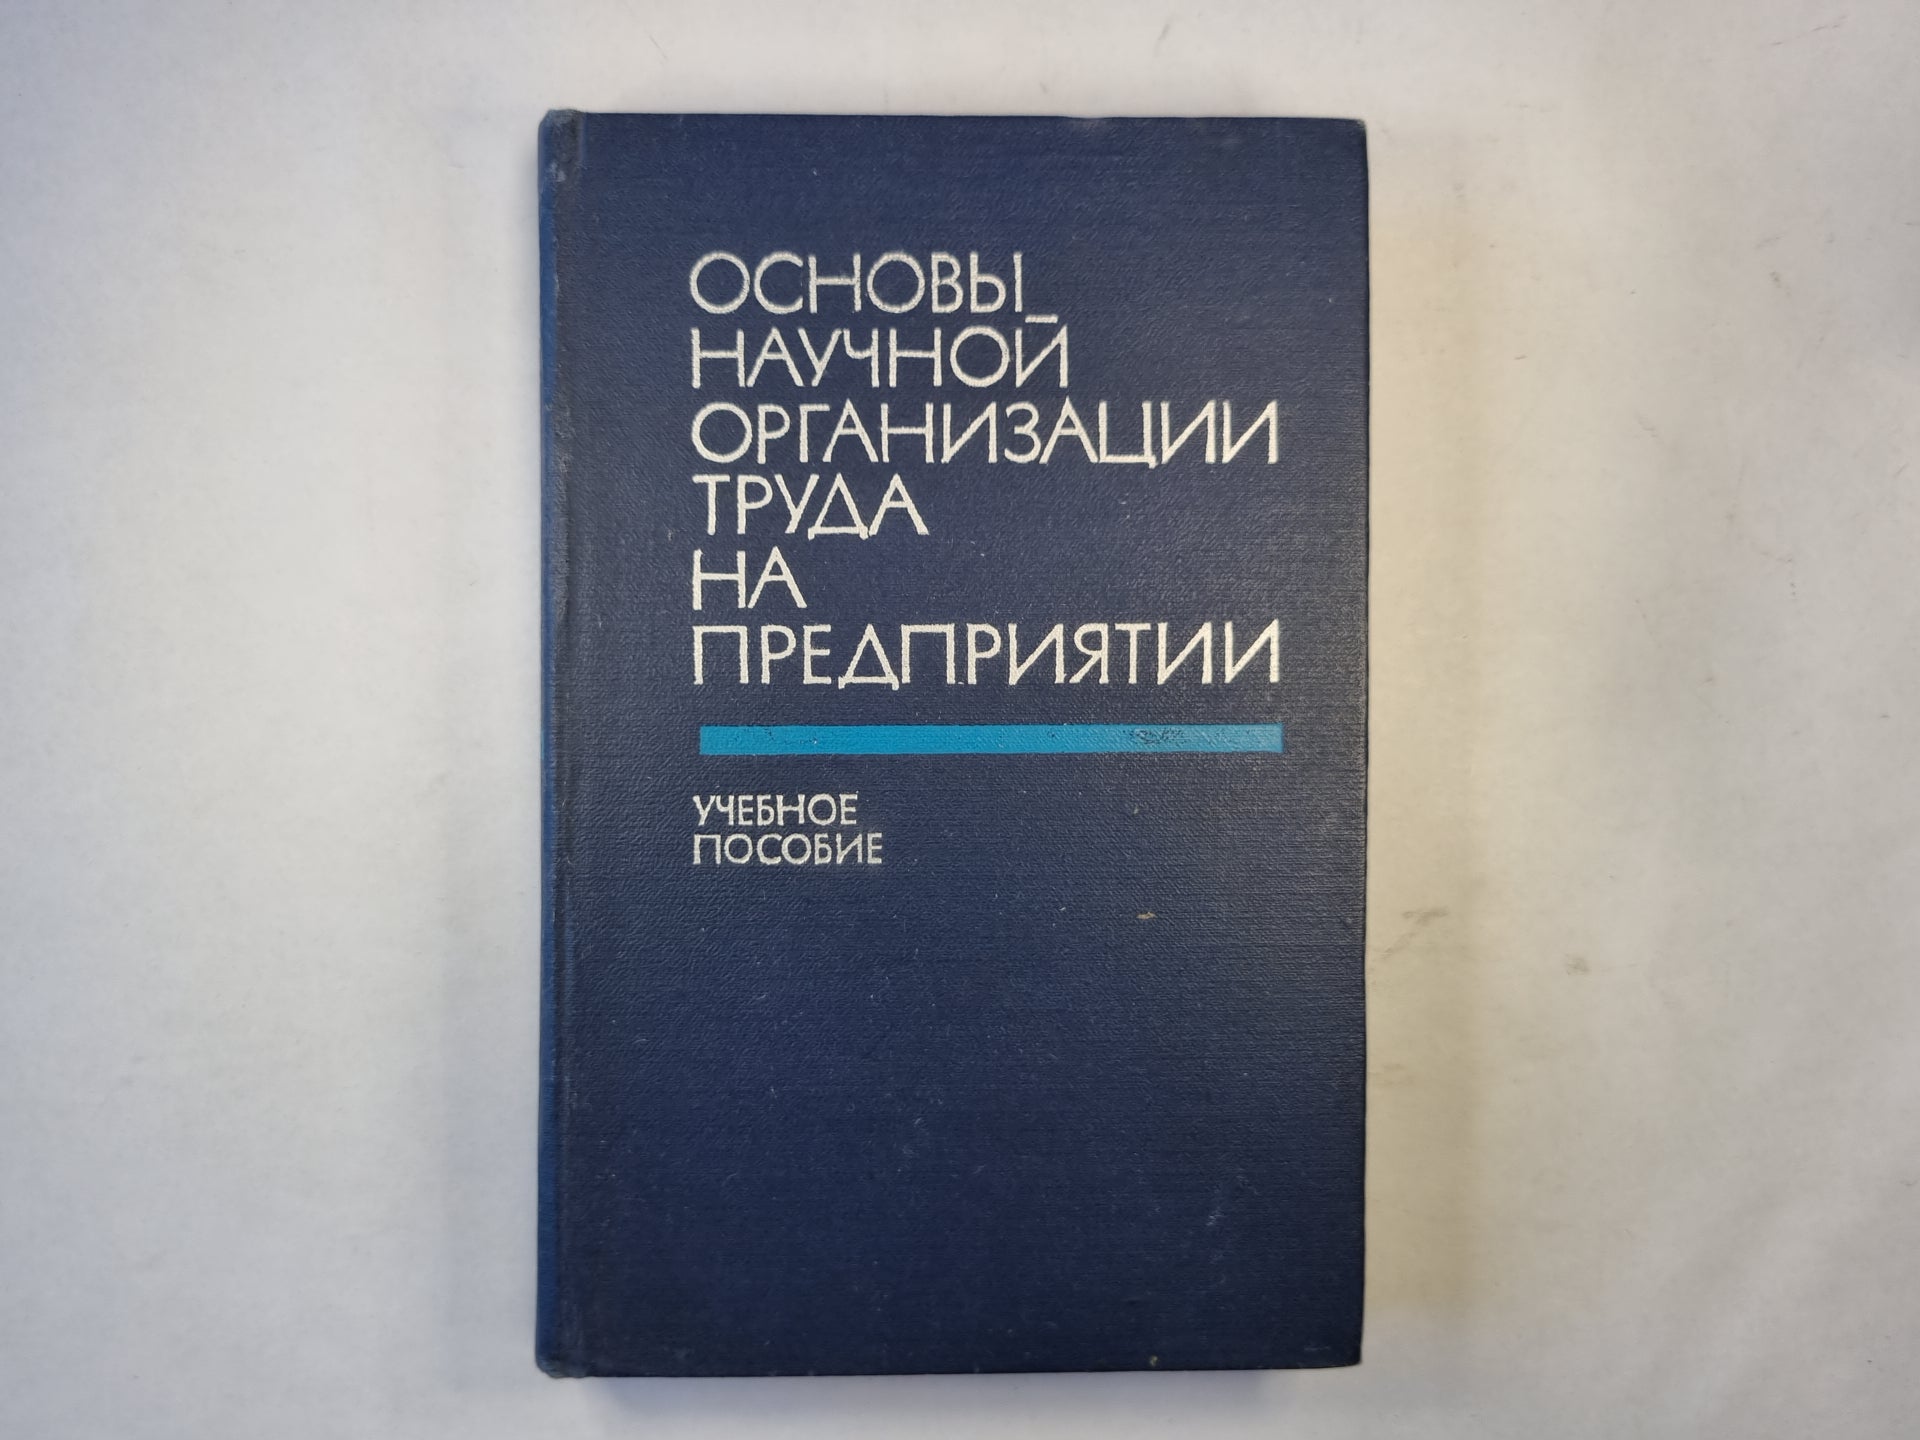 ОСНОВЫ
НАУЧНОЙ
ОРГАНИЗАЦИИ
ТРУДА
НА
ПРЕДПРИЯТИИ
УЧЕБНОЕ
ПОСОБИЕ